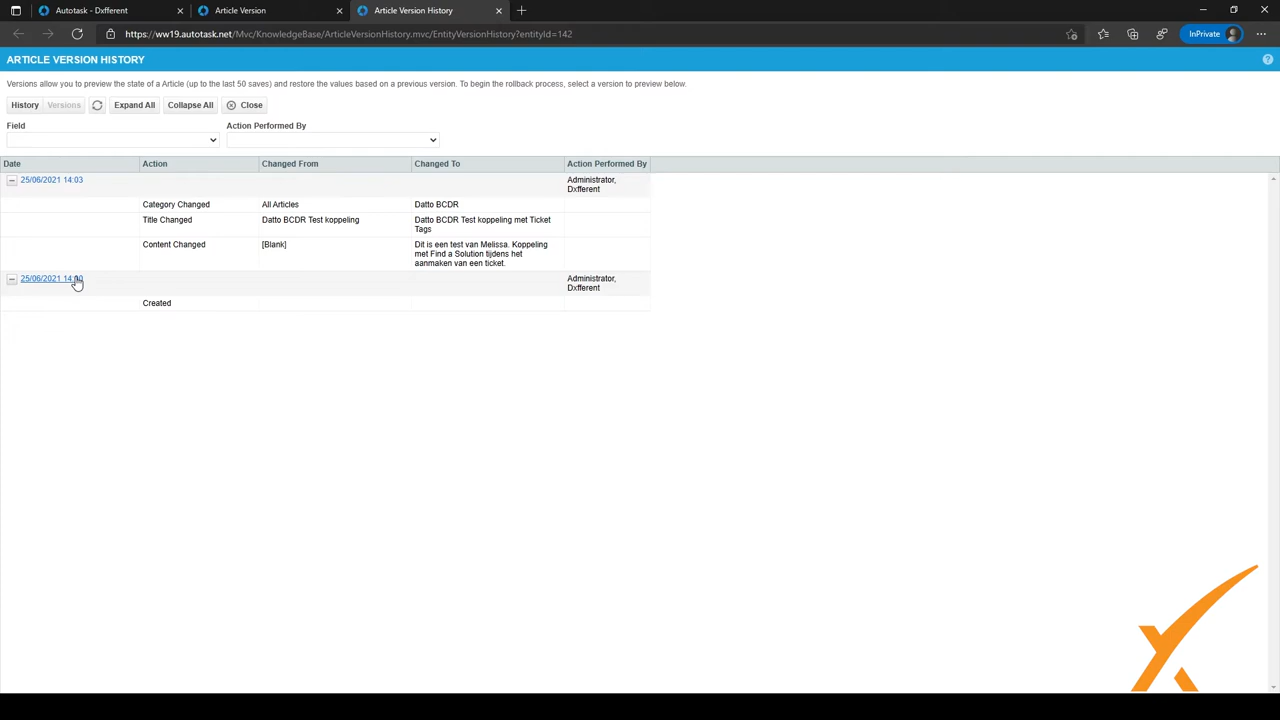 Autotask - Dxfferent
Article Version
Article Version History
https://ww19.autotask.net/Mvc/KnowledgeBase/ArticleVersionHistory.mvc/EntityVersionHistory?entityId=142
InPrivate
ARTICLE VERSION HISTORY
Versions allow you to preview the state of a Article (up to the last 50 saves) and restore the values based on a previous version. To begin the rollback process, select a version to preview below.
History Versions Expand All Collapse All Close
Field Action Performed By
Date Action Changed From Changed To Action Performed By
25/06/2021 14:03 Administrator,
Dxfferent
Category Changed All Articles Datto BCDR
Title Changed Datto BCDR Test koppeling Datto BCDR Test koppeling met Ticket
Tags
Content Changed [Blank] Dit is een test van Melissa. Koppeling
met Find a Solution tijdens het
aanmaken van een ticket.
25/06/2021 Administrator,
Dxfferent
Created